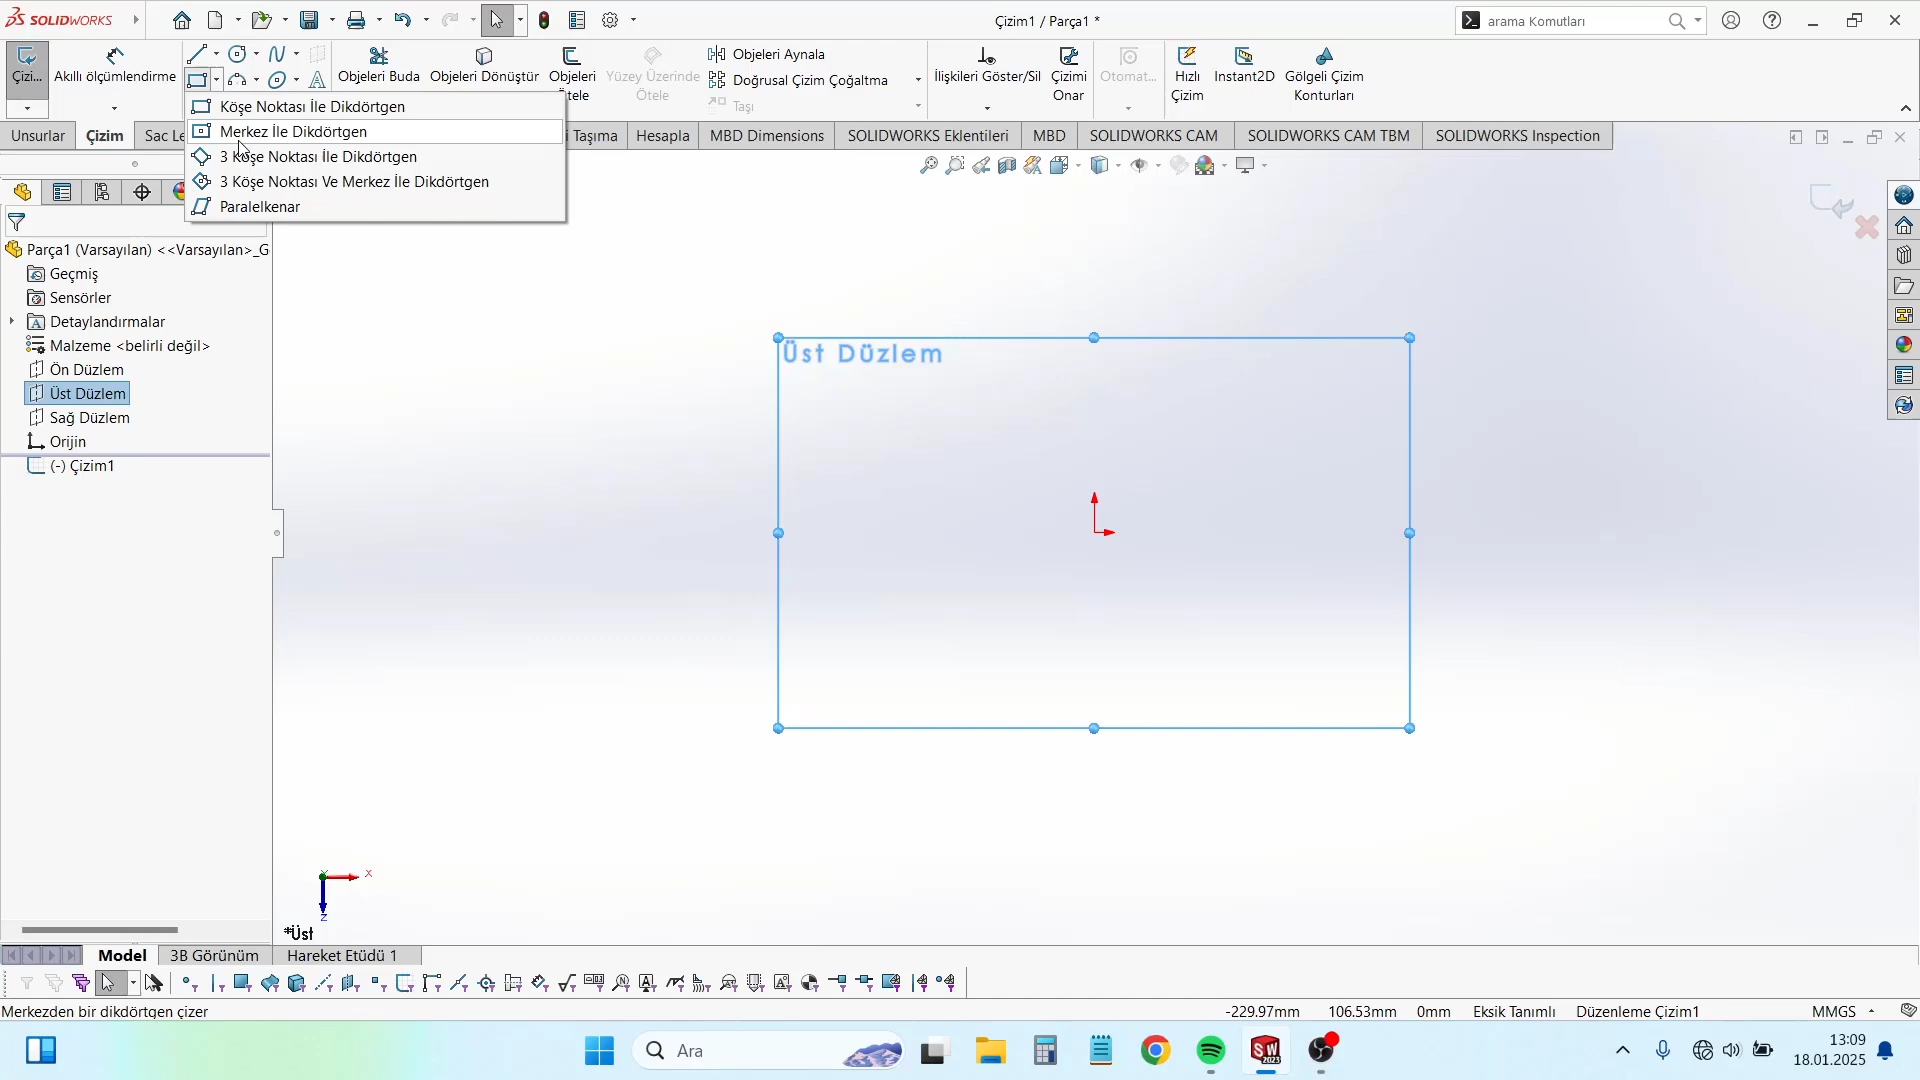 SOLIDWORKS
Çizim1 / Parça1 *
arama Komutları
Çizi...
Akıllı ölçümlendirme
Objeleri Buda
Objeleri Dönüştür
Objeleri
Ötele
Yüzey Üzerinde
Ötele
Objeleri Aynala
Doğrusal Çizim Çoğaltma
Taşı
İlişkileri Göster/Sil
Çizimi
Onar
Otomat...
Hızlı
Çizim
Instant2D
Gölgeli Çizim
Konturları
Köşe Noktası İle Dikdörtgen
Merkez İle Dikdörtgen
3 Köşe Noktası İle Dikdörtgen
3 Köşe Noktası Ve Merkez İle Dikdörtgen
Paralelkenar
Unsurlar
Çizim
Sac Le
i Taşıma
Hesapla
MBD Dimensions
SOLIDWORKS Eklentileri
MBD
SOLIDWORKS CAM
SOLIDWORKS CAM TBM
SOLIDWORKS Inspection
Parça1 (Varsayılan) <<Varsayılan>_G
Geçmiş
Sensörler
Detaylandırmalar
Malzeme <belirli değil>
Ön Düzlem
Üst Düzlem
Sağ Düzlem
Orijin
(-) Çizim1
Üst Düzlem
X
Z
*Üst
Model
3B Görünüm
Hareket Etüdü 1
Merkezden bir dikdörtgen çizer
-229.97mm
106.53mm
0mm
Eksik Tanımlı
Düzenleme Çizim1
MMGS
Ara
13:09
18.01.2025